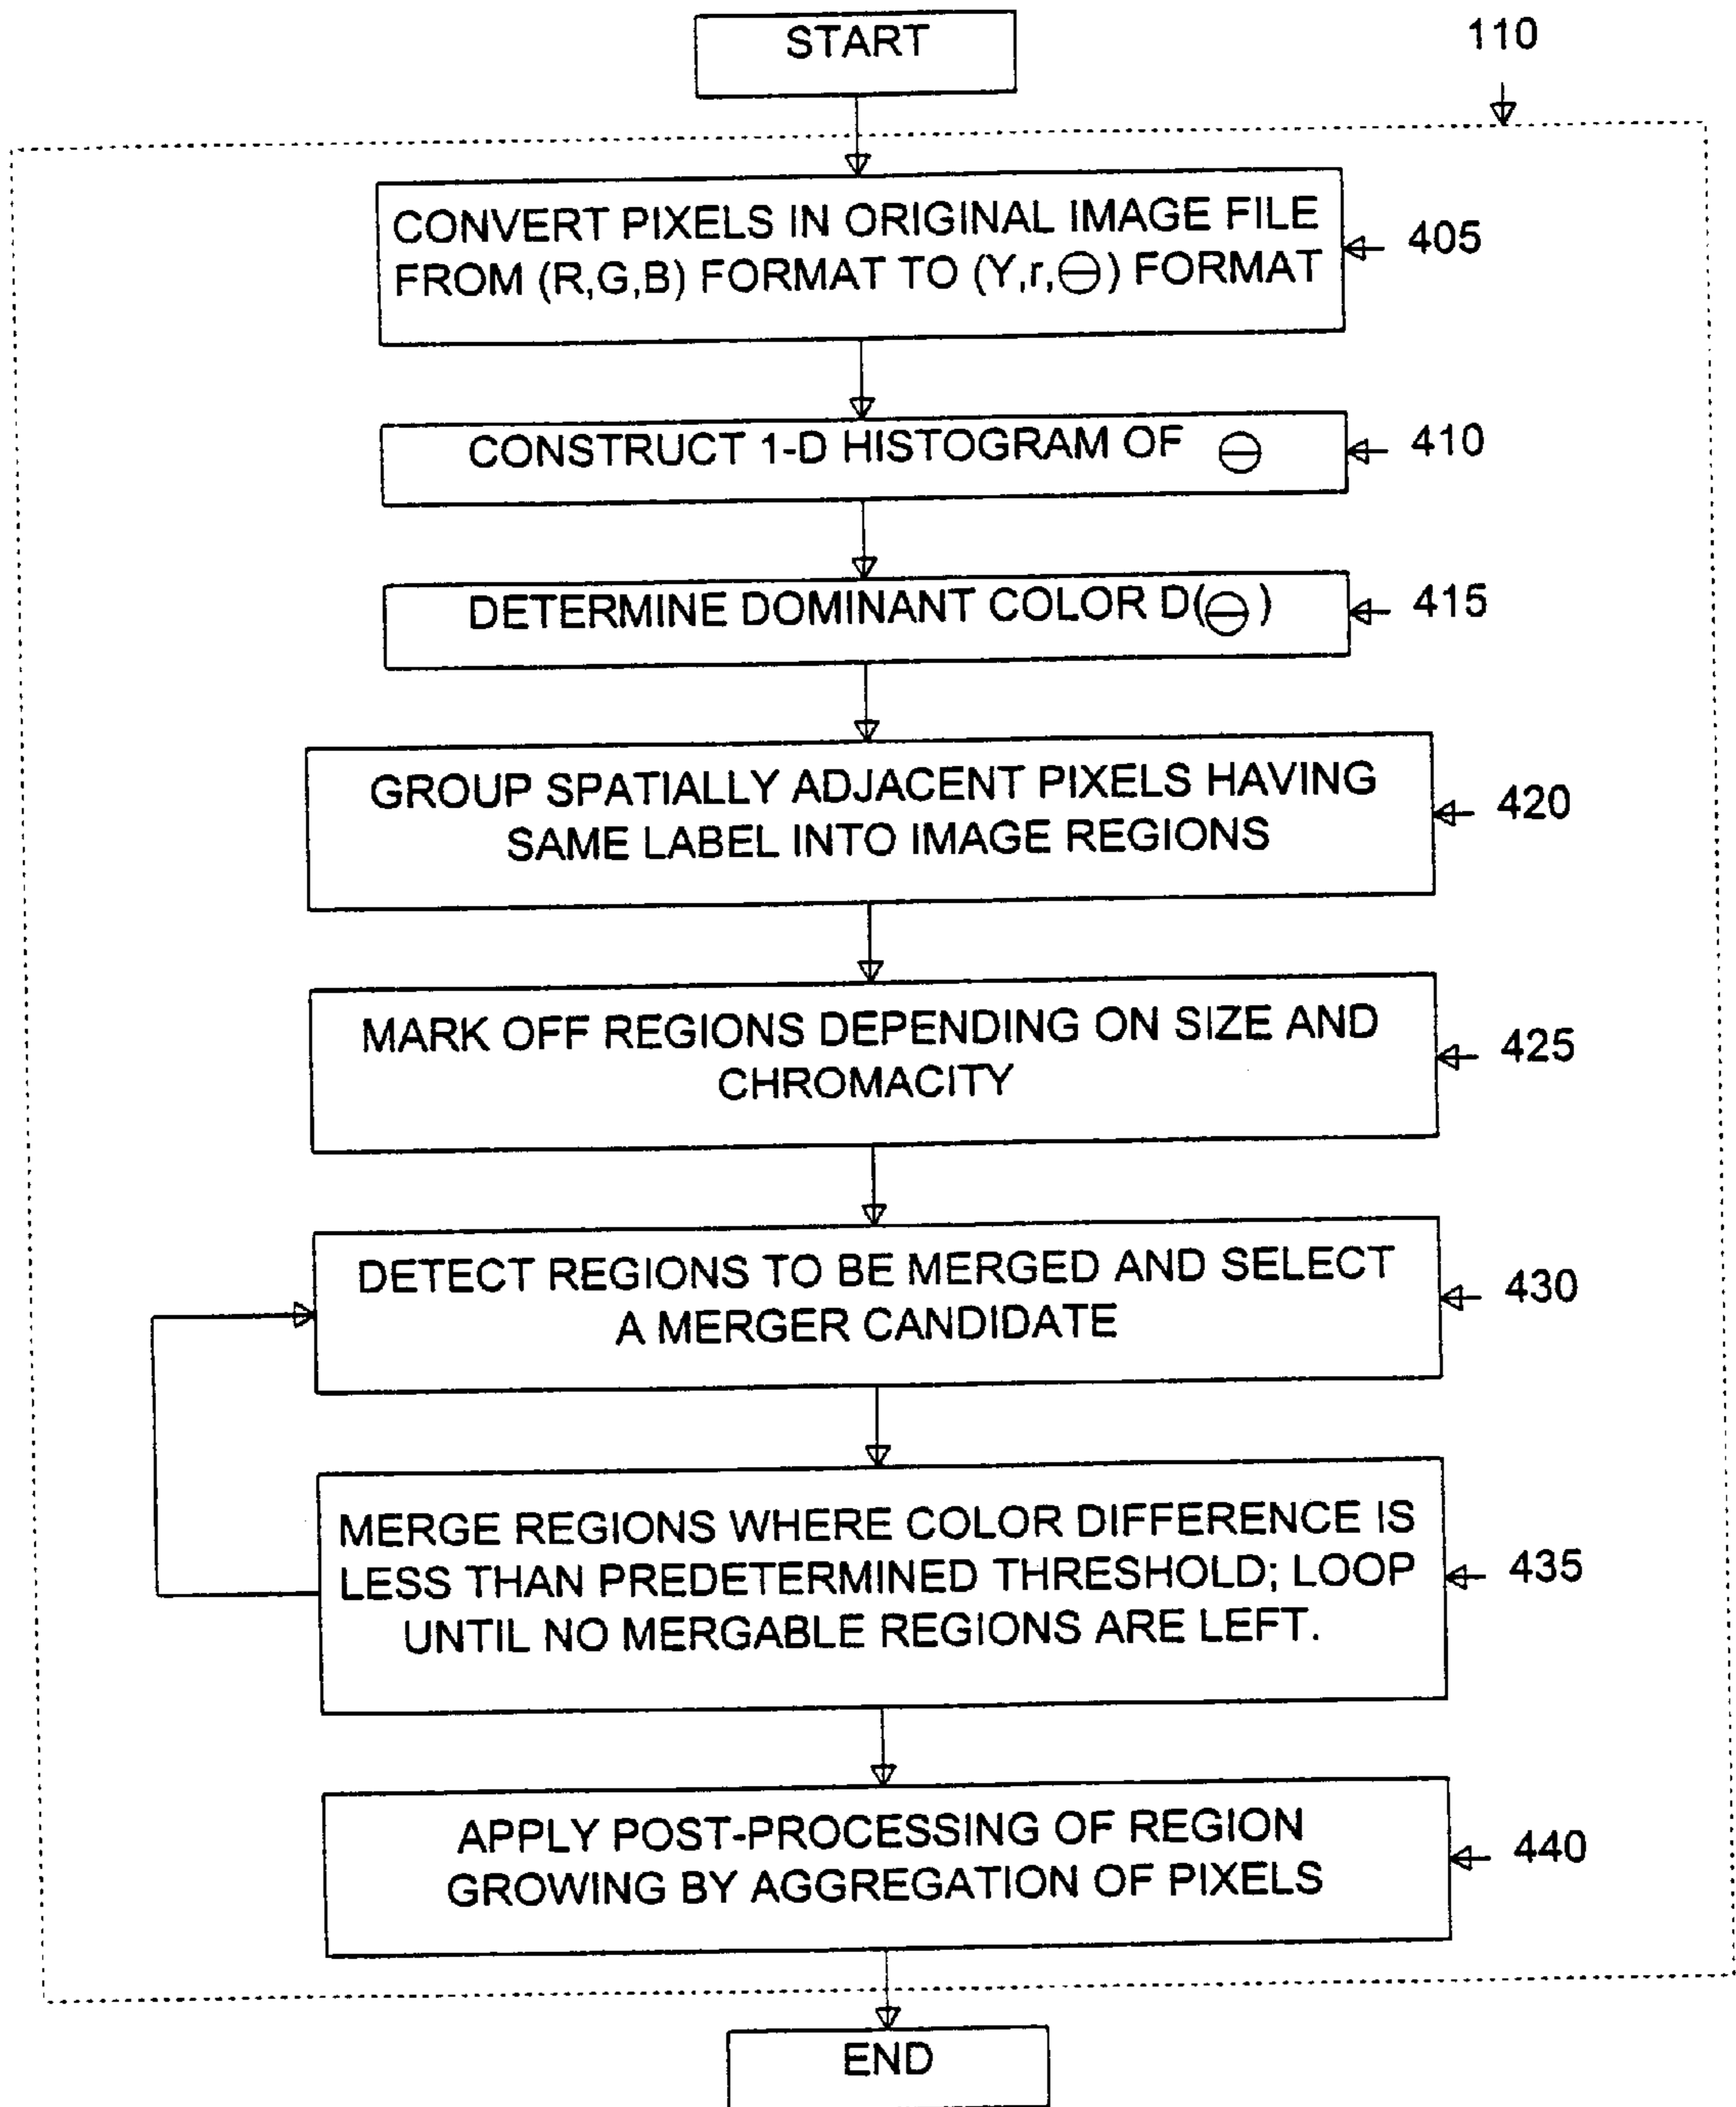 START
110
CONVERT PIXELS IN ORIGINAL IMAGE FILE
FROM (R,G,B) FORMAT TO (Y,r,Θ) FORMAT
405
CONSTRUCT 1-D HISTOGRAM OF Θ
410
DETERMINE DOMINANT COLOR D(Θ)
415
GROUP SPATIALLY ADJACENT PIXELS HAVING
SAME LABEL INTO IMAGE REGIONS
420
MARK OFF REGIONS DEPENDING ON SIZE AND
CHROMACITY
425
DETECT REGIONS TO BE MERGED AND SELECT
A MERGER CANDIDATE
430
MERGE REGIONS WHERE COLOR DIFFERENCE IS
LESS THAN PREDETERMINED THRESHOLD; LOOP
UNTIL NO MERGABLE REGIONS ARE LEFT.
435
APPLY POST-PROCESSING OF REGION
GROWING BY AGGREGATION OF PIXELS
440
END